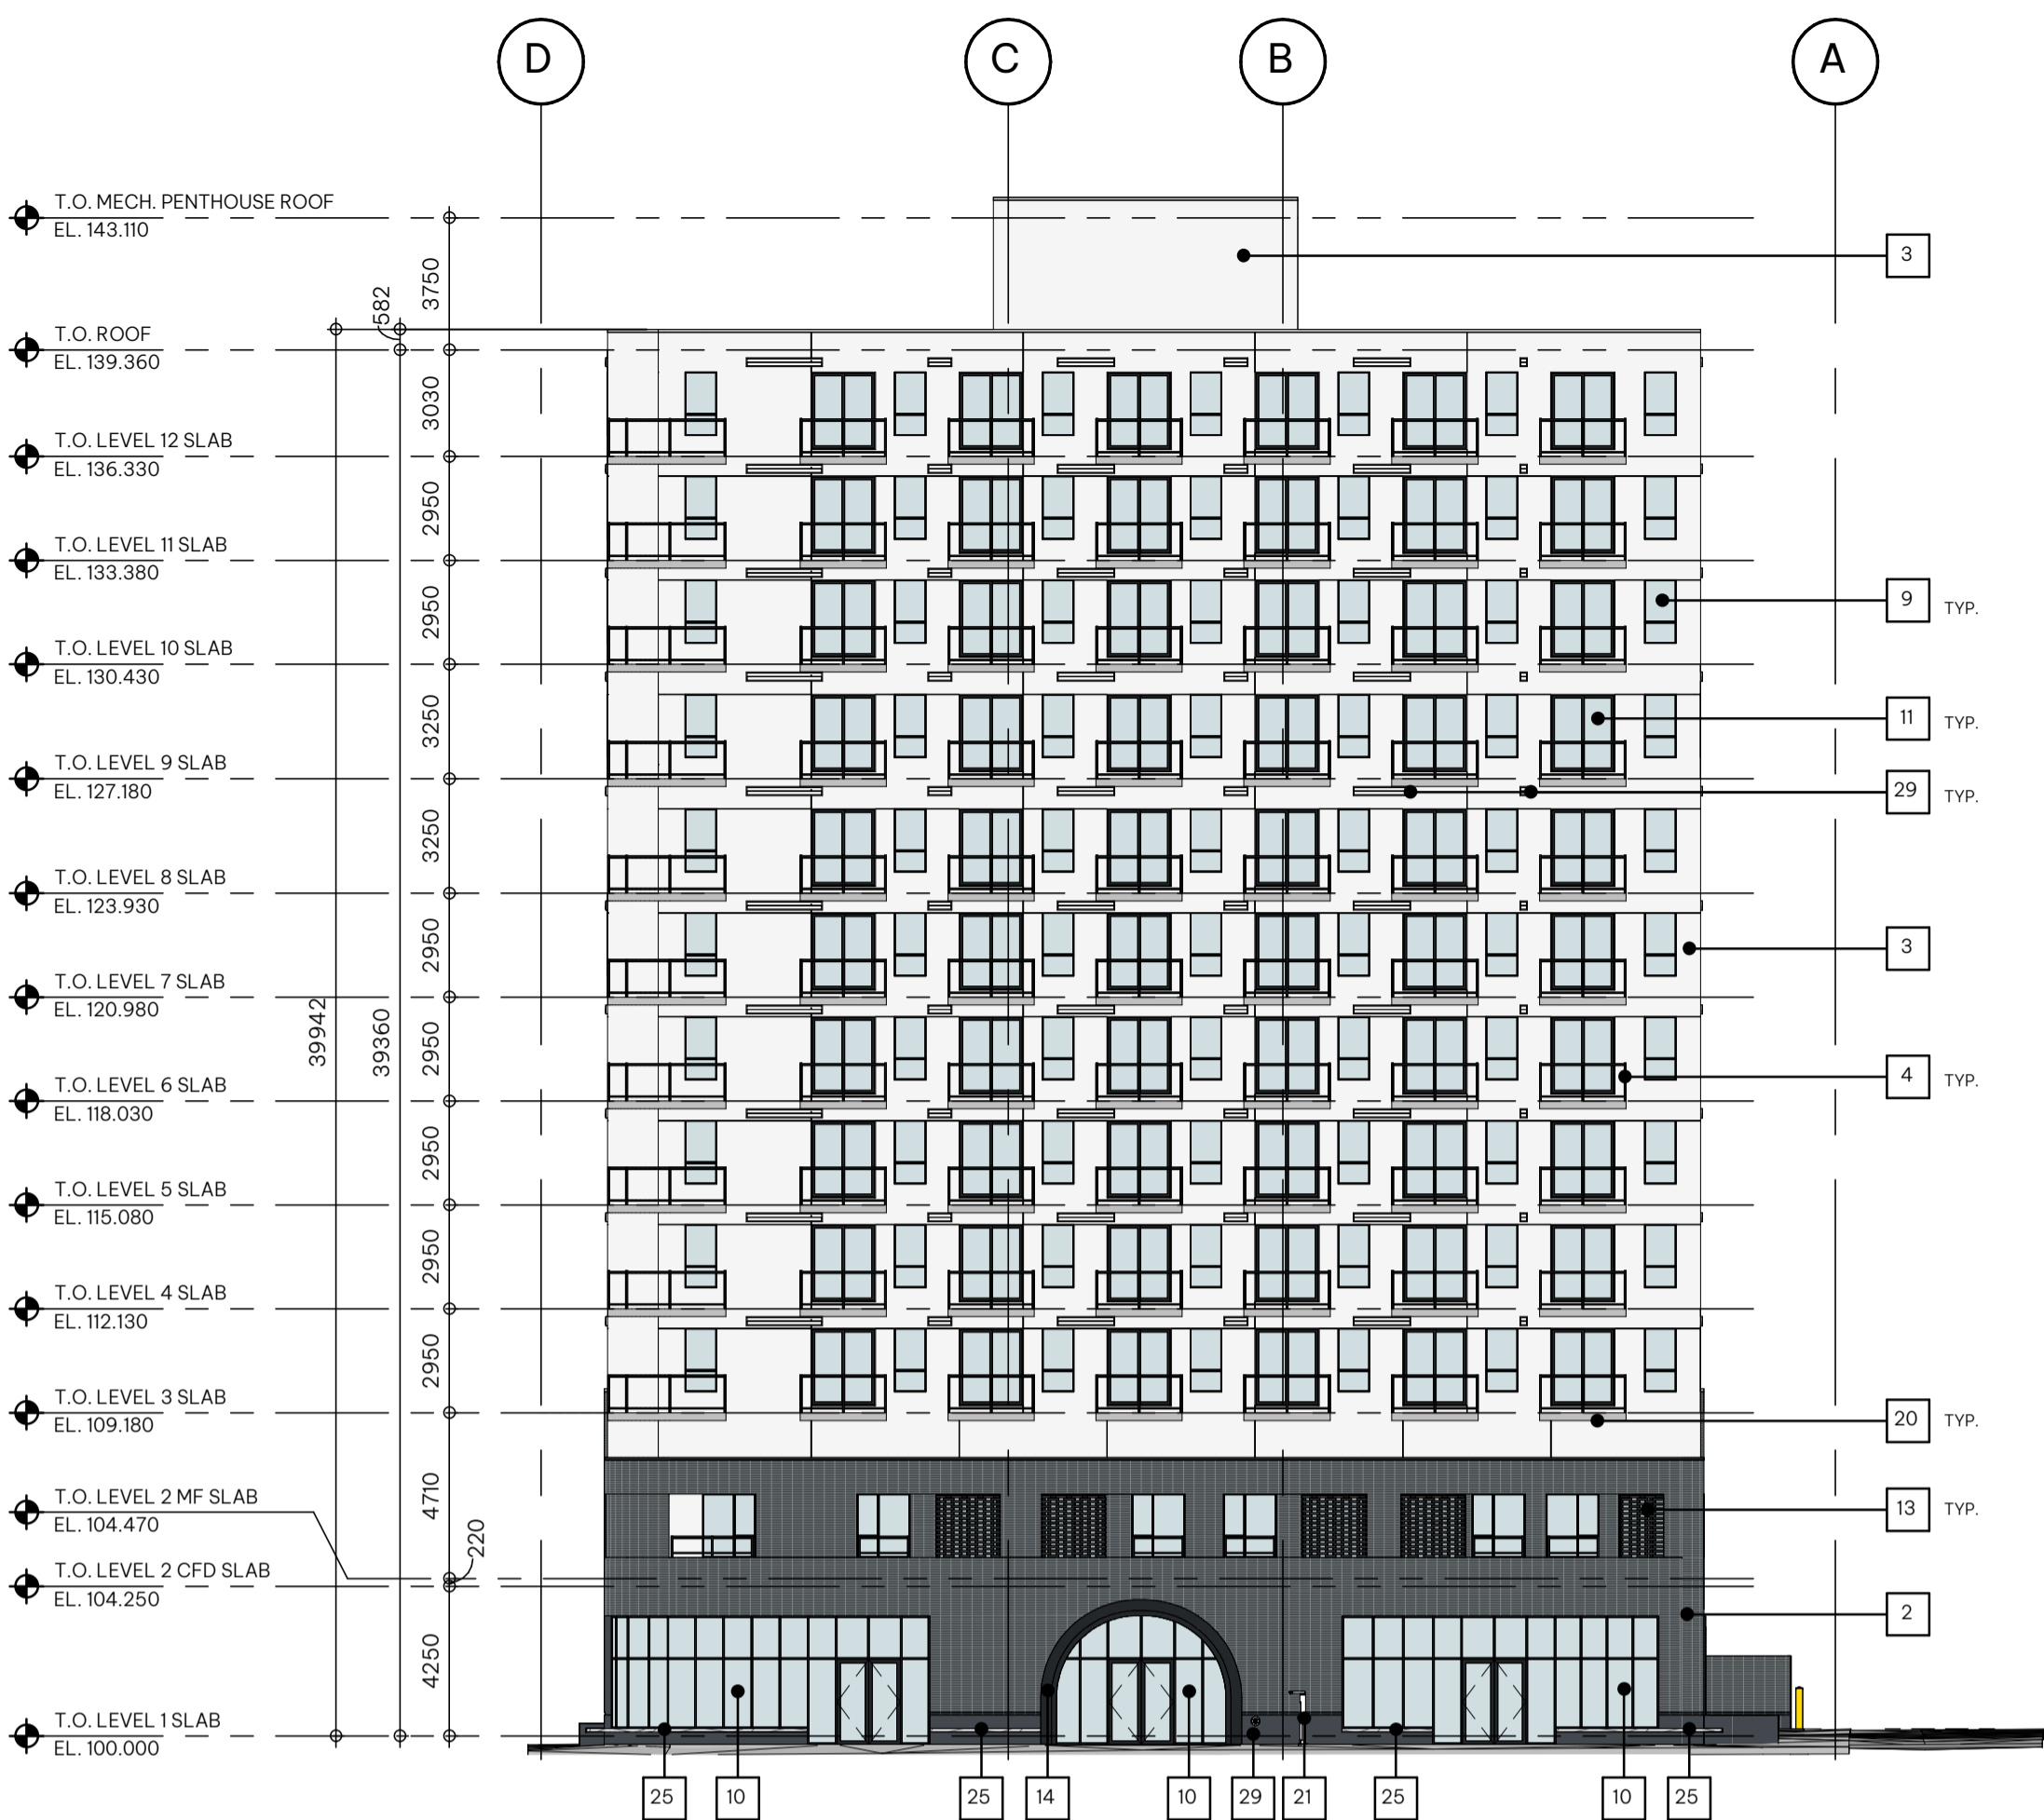 D
C
B
A
T.O. MECH. PENTHOUSE ROOF
EL. 143.110
3
3750
582
T.O. ROOF
EL. 139.360
3030
T.O. LEVEL 12 SLAB
EL. 136.330
2950
T.O. LEVEL 11 SLAB
EL. 133.380
2950
9 TYP.
T.O. LEVEL 10 SLAB
EL. 130.430
3250
11 TYP.
T.O. LEVEL 9 SLAB
EL. 127.180
29 TYP.
3250
T.O. LEVEL 8 SLAB
EL. 123.930
2950
3
T.O. LEVEL 7 SLAB
EL. 120.980
39942
39360
2950
4 TYP.
T.O. LEVEL 6 SLAB
EL. 118.030
2950
T.O. LEVEL 5 SLAB
EL. 115.080
2950
T.O. LEVEL 4 SLAB
EL. 112.130
2950
T.O. LEVEL 3 SLAB
EL. 109.180
20 TYP.
4710
T.O. LEVEL 2 MF SLAB
EL. 104.470
13 TYP.
220
T.O. LEVEL 2 CFD SLAB
EL. 104.250
2
4250
T.O. LEVEL 1 SLAB
EL. 100.000
25
10
25
14
10
29
21
25
10
25